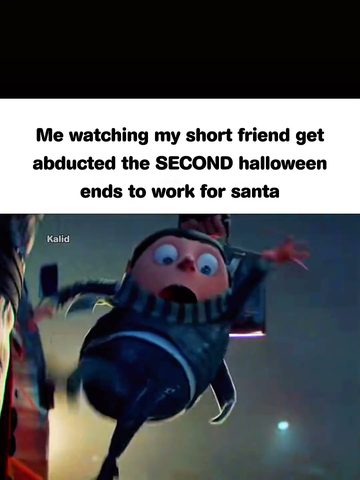 Me watching my short friend get
abducted the SECOND halloween
ends to work for santa
Kalid